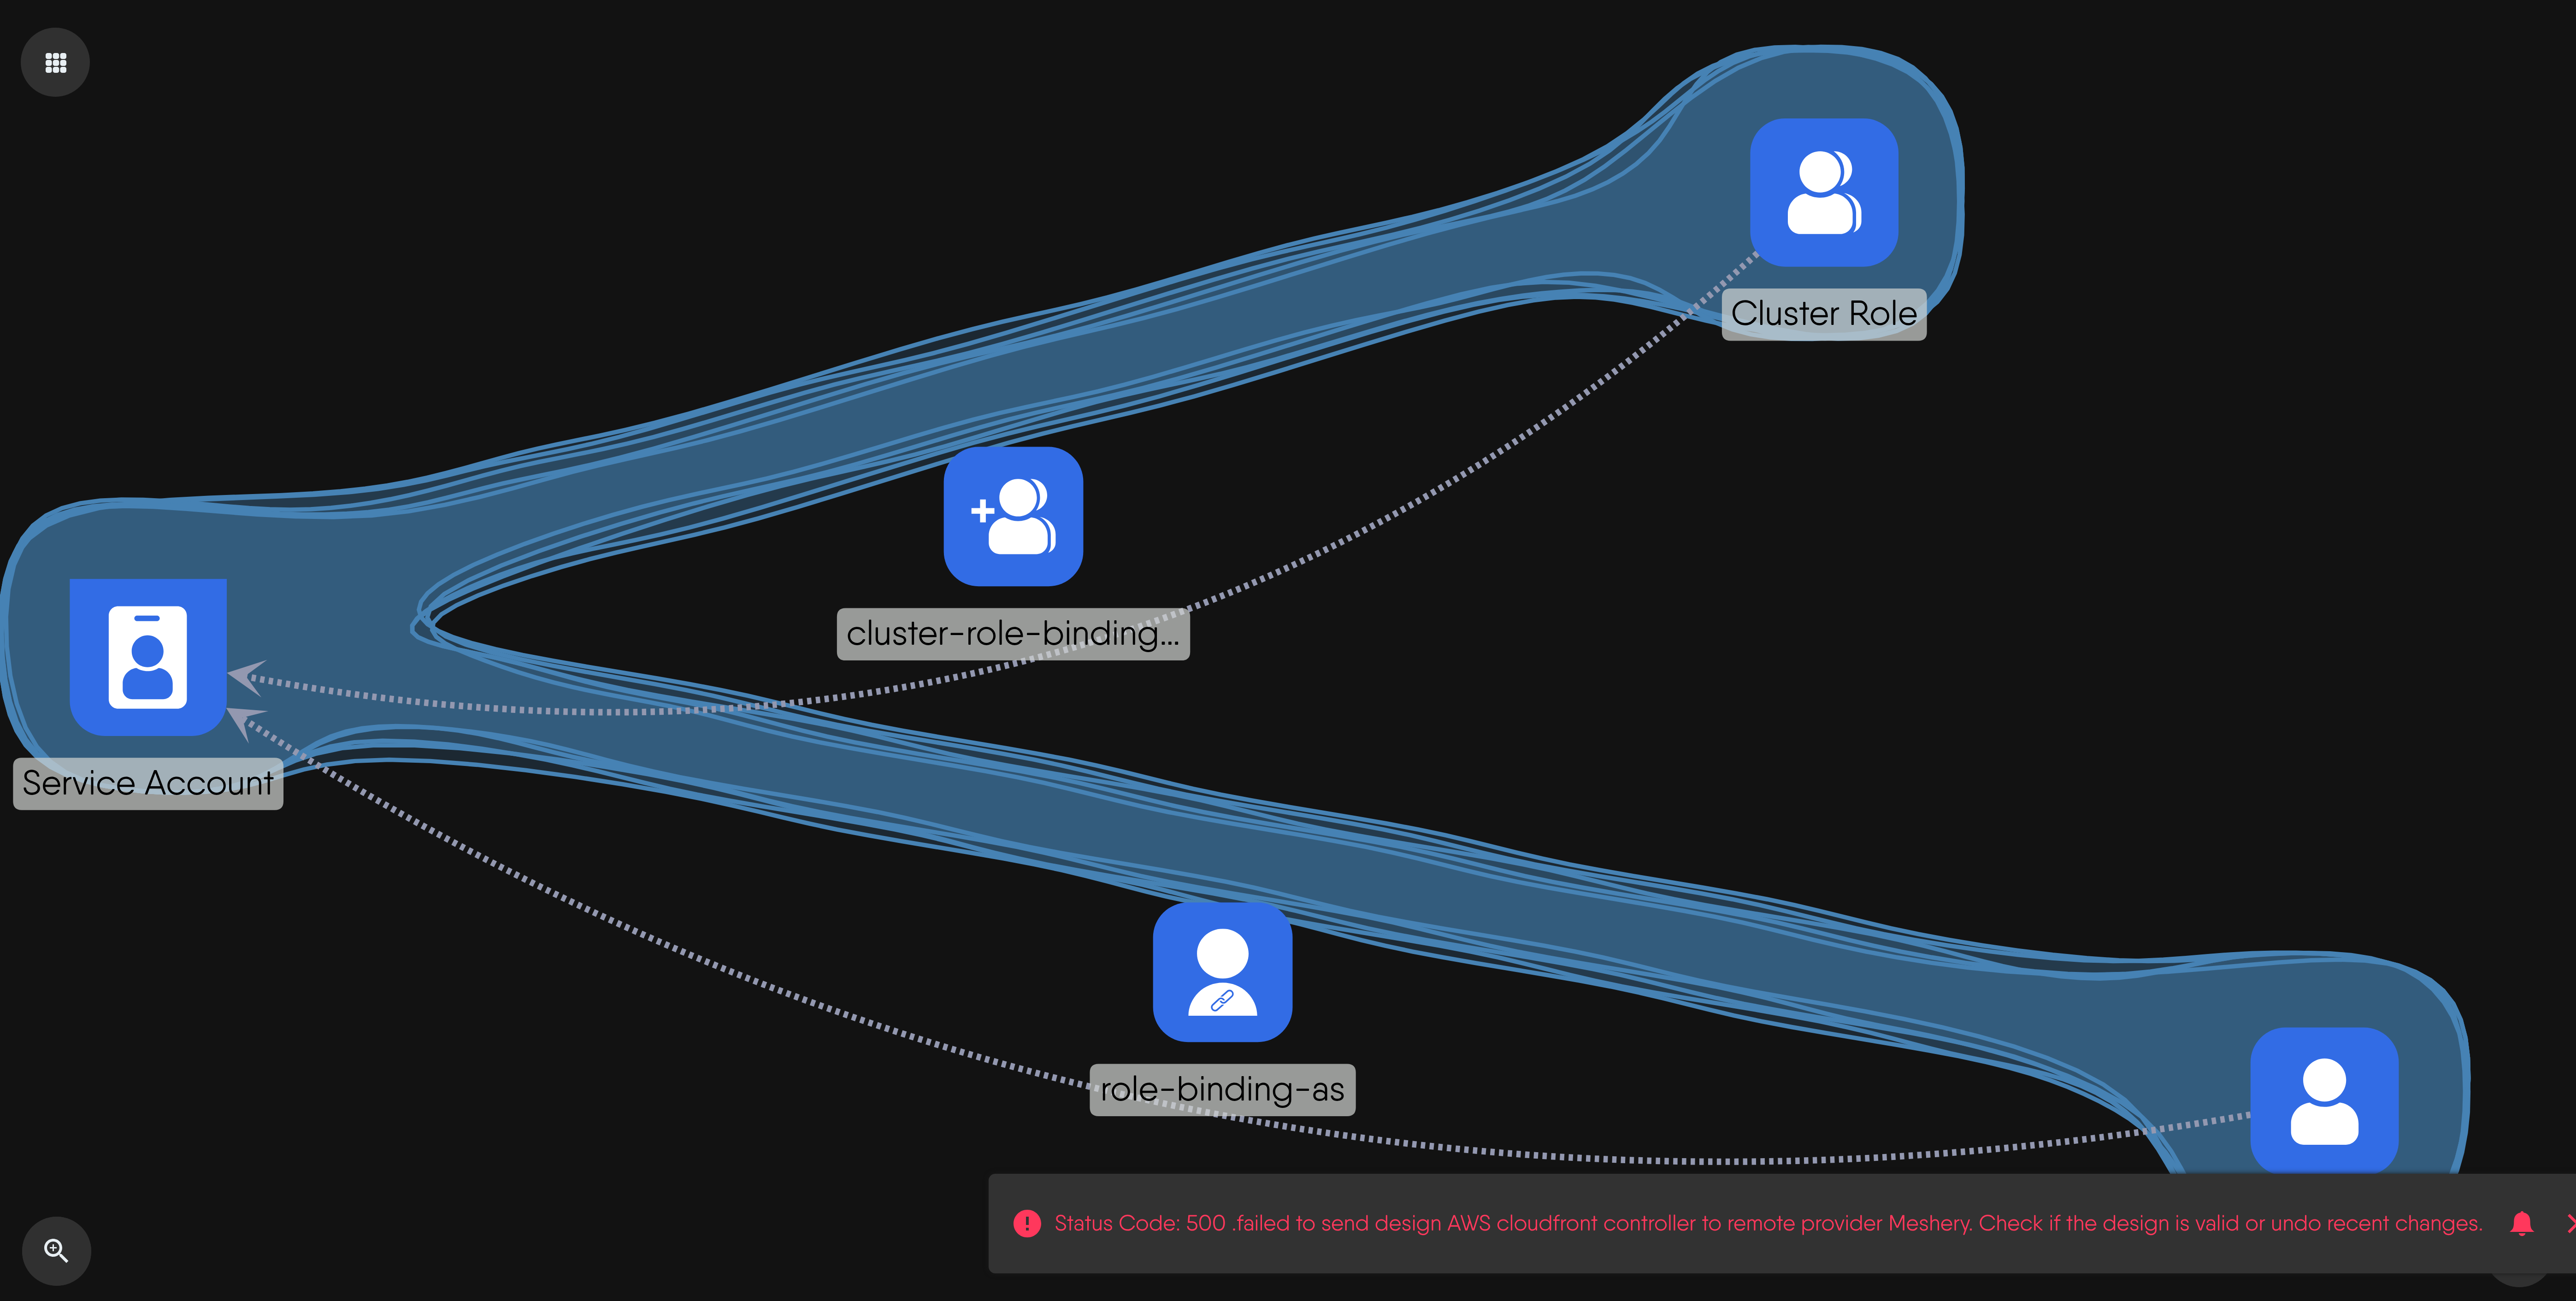 Cluster Role
cluster-role-binding...
Service Account
role-binding-as
Status Code: 500 .failed to send design AWS cloudfront controller to remote provider Meshery. Check if the design is valid or undo recent changes.